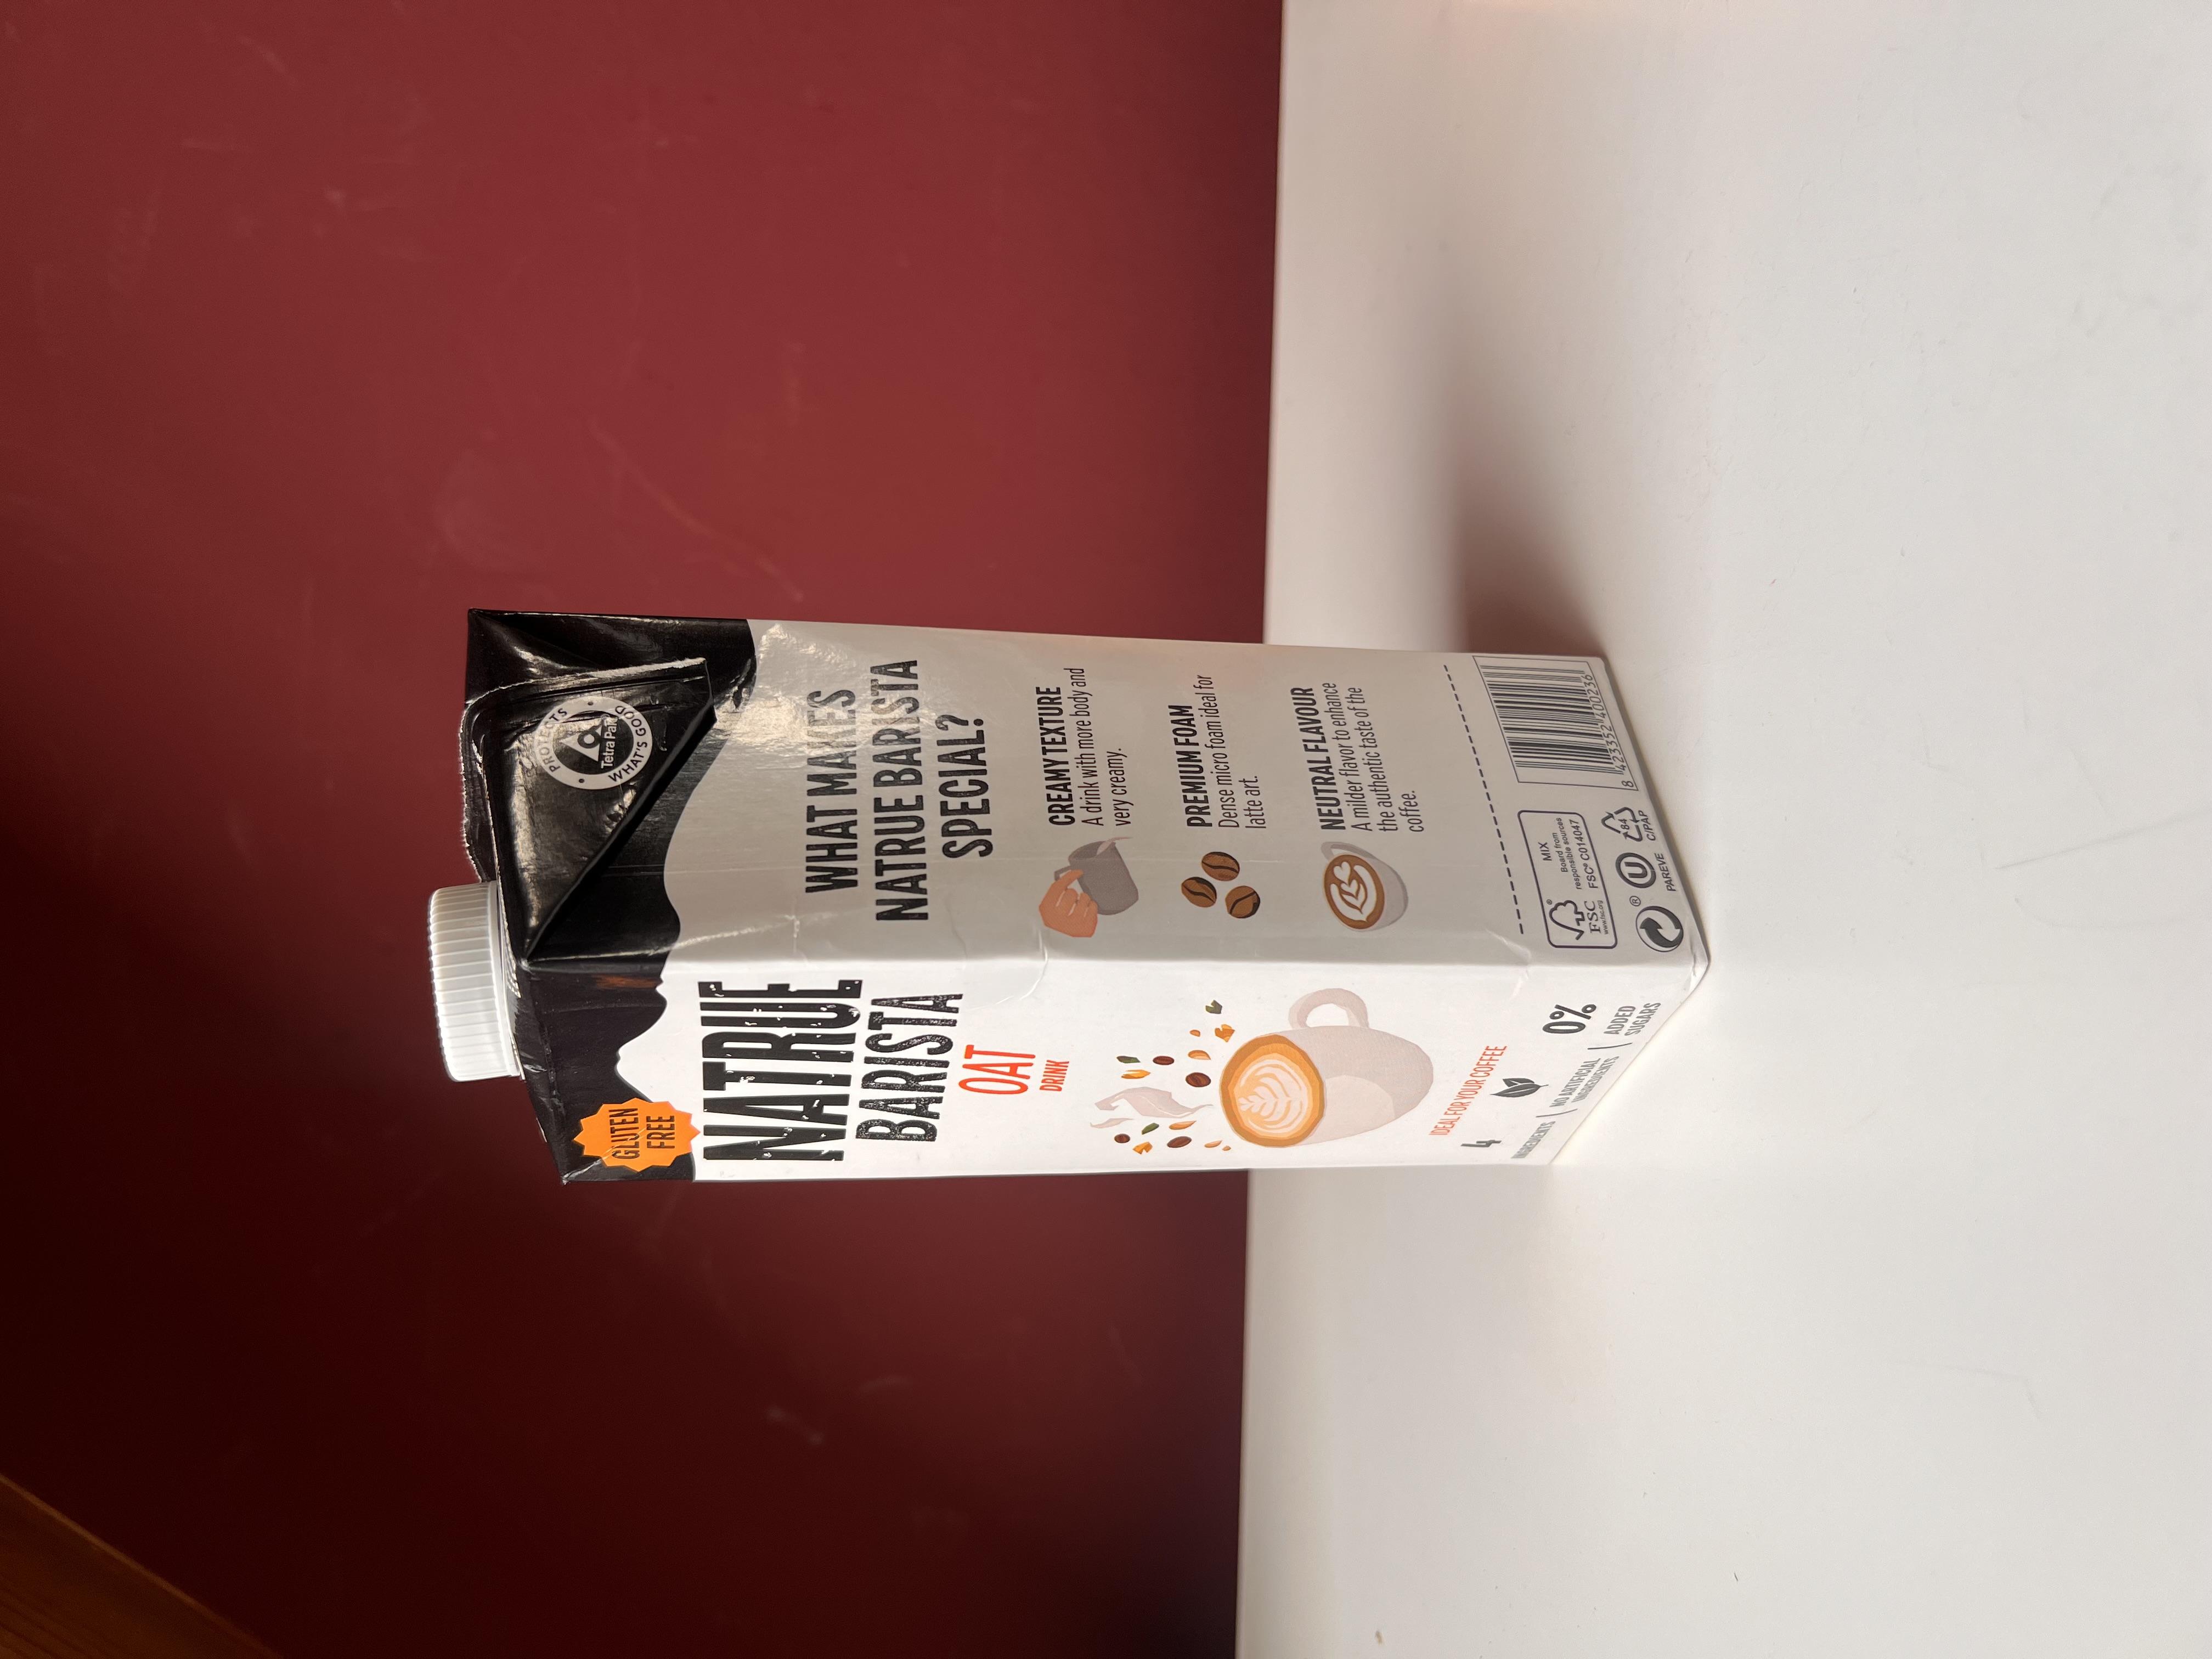 GLUTEN
FREE
NATRUE
BARISTA
OAT
DRINK
IDEAL FOR YOUR COFFEE
4
INGREDIENTS
NO ARTIFICIAL
INGREDIENTS
0%
ADDED
SUGARS
PROTECTS
Tetra Pak
WHAT'S GOOD
WHAT MAKES
NATRUE BARISTA
SPECIAL?
CREAMY TEXTURE
A drink with more body and
very creamy.
PREMIUM FOAM
Dense micro foam ideal for
latte art.
NEUTRAL FLAVOUR
A milder flavor to enhance
the authentic taste of the
coffee.
FSC®
www.fsc.org
MIX
Board from
responsible sources
FSC® C014047
®
U
PAREVE
84
C/PAP
8 423352 400236